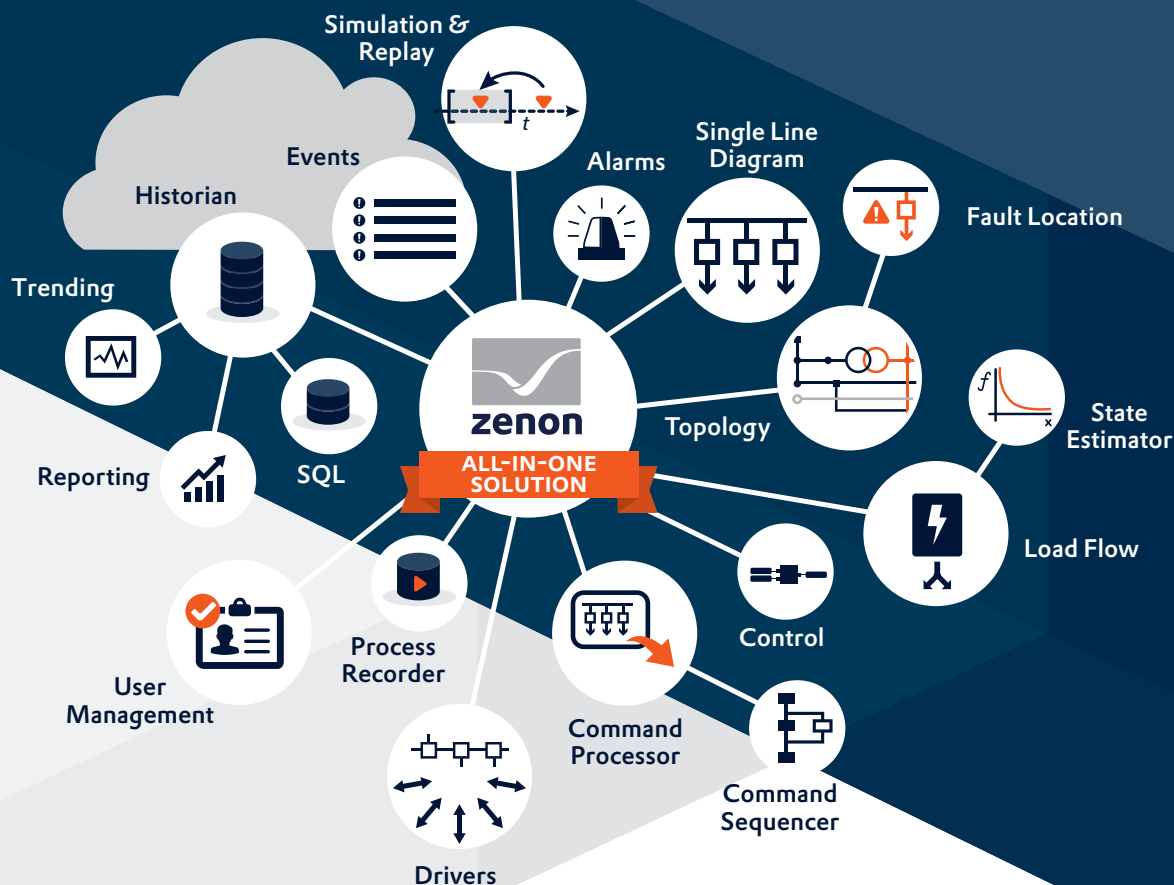 Simulation &
Replay
t
Single Line
Diagram
Events
Alarms
Historian
Fault Location
Trending
zenon
f
x
State
Estimator
Topology
ALL-IN-ONE
SOLUTION
Reporting
SQL
Load Flow
Control
Process
Recorder
User
Management
Command
Processor
Command
Sequencer
Drivers